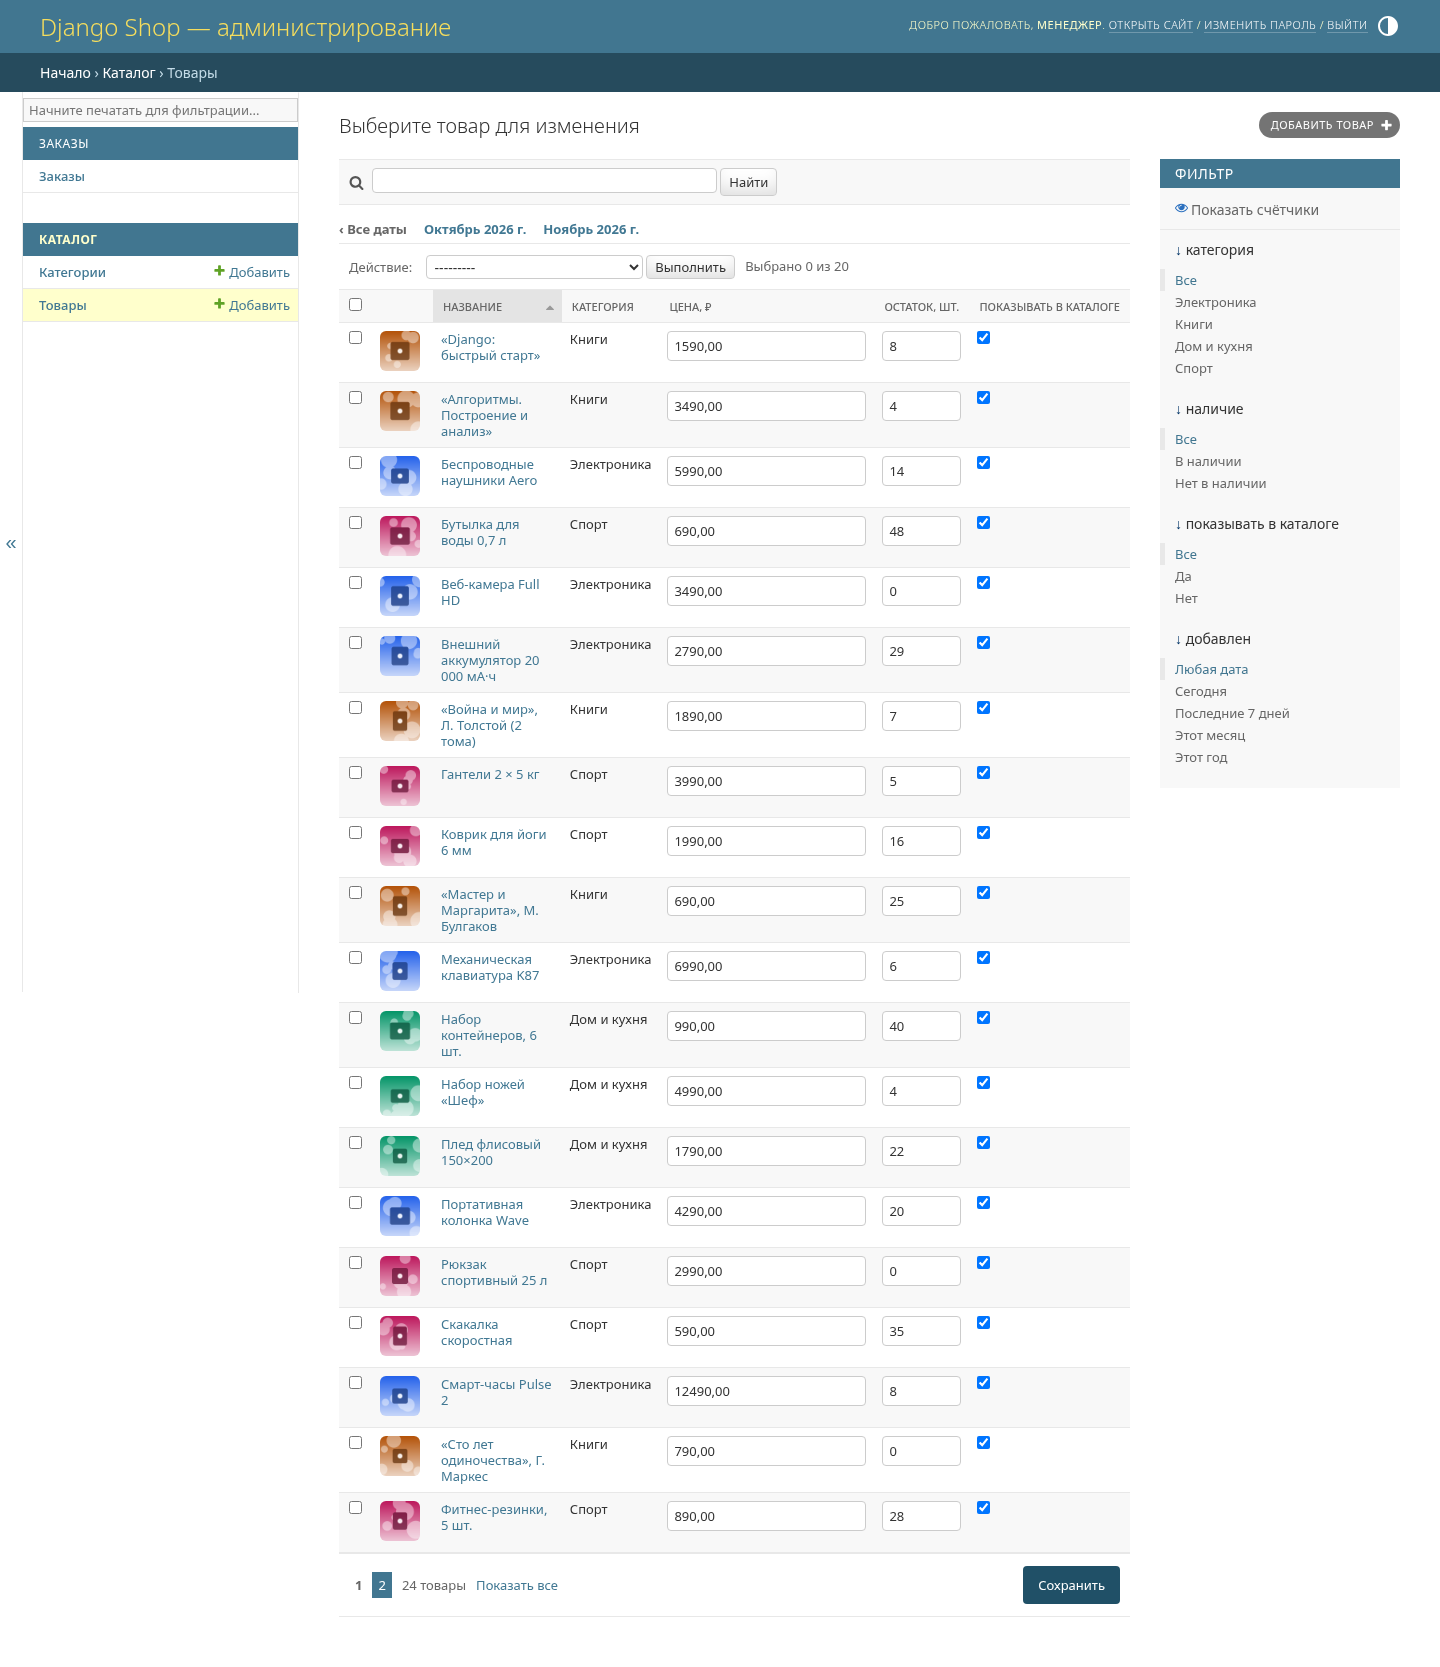 Django Shop — администрирование
ДОБРО ПОЖАЛОВАТЬ, МЕНЕДЖЕР. ОТКРЫТЬ САЙТ / ИЗМЕНИТЬ ПАРОЛЬ / ВЫЙТИ
Начало › Каталог › Товары
Начните печатать для фильтрации...
ЗАКАЗЫ
Заказы
КАТАЛОГ
Категории Добавить
Товары Добавить
«
Выберите товар для изменения
ДОБАВИТЬ ТОВАР
Найти
‹ Все даты Октябрь 2026 г. Ноябрь 2026 г.
Действие: --------- Выполнить Выбрано 0 из 20
НАЗВАНИЕ КАТЕГОРИЯ ЦЕНА, ₽ ОСТАТОК, ШТ. ПОКАЗЫВАТЬ В КАТАЛОГЕ
«Django: Книги 1590,00 8
быстрый старт»
«Алгоритмы. Книги 3490,00 4
Построение и
анализ»
Беспроводные Электроника 5990,00 14
наушники Aero
Бутылка для Спорт 690,00 48
воды 0,7 л
Веб-камера Full Электроника 3490,00 0
HD
Внешний Электроника 2790,00 29
аккумулятор 20
000 мА·ч
«Война и мир», Книги 1890,00 7
Л. Толстой (2
тома)
Гантели 2 × 5 кг Спорт 3990,00 5
Коврик для йоги Спорт 1990,00 16
6 мм
«Мастер и Книги 690,00 25
Маргарита», М.
Булгаков
Механическая Электроника 6990,00 6
клавиатура K87
Набор Дом и кухня 990,00 40
контейнеров, 6
шт.
Набор ножей Дом и кухня 4990,00 4
«Шеф»
Плед флисовый Дом и кухня 1790,00 22
150×200
Портативная Электроника 4290,00 20
колонка Wave
Рюкзак Спорт 2990,00 0
спортивный 25 л
Скакалка Спорт 590,00 35
скоростная
Смарт-часы Pulse Электроника 12490,00 8
2
«Сто лет Книги 790,00 0
одиночества», Г.
Маркес
Фитнес-резинки, Спорт 890,00 28
5 шт.
1 2 24 товары Показать все Сохранить
ФИЛЬТР
Показать счётчики
↓ категория
Все
Электроника
Книги
Дом и кухня
Спорт
↓ наличие
Все
В наличии
Нет в наличии
↓ показывать в каталоге
Все
Да
Нет
↓ добавлен
Любая дата
Сегодня
Последние 7 дней
Этот месяц
Этот год